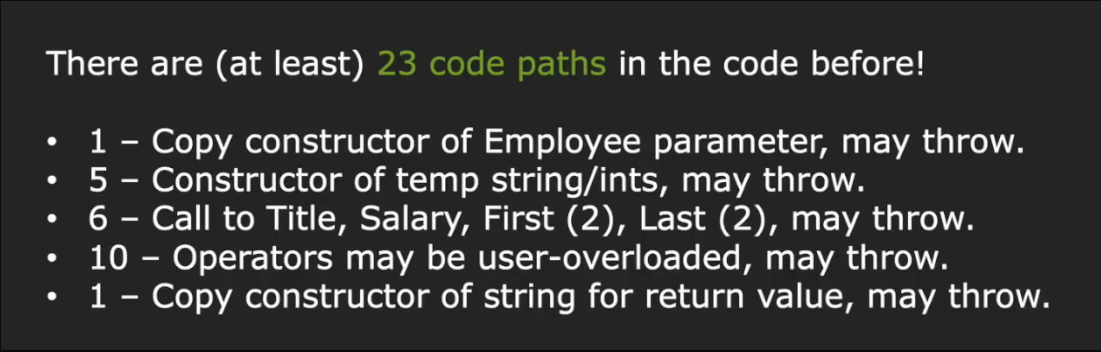 There are (at least) 23 code paths in the code before!
• 1 – Copy constructor of Employee parameter, may throw.
• 5 – Constructor of temp string/ints, may throw.
• 6 – Call to Title, Salary, First (2), Last (2), may throw.
• 10 – Operators may be user-overloaded, may throw.
• 1 – Copy constructor of string for return value, may throw.